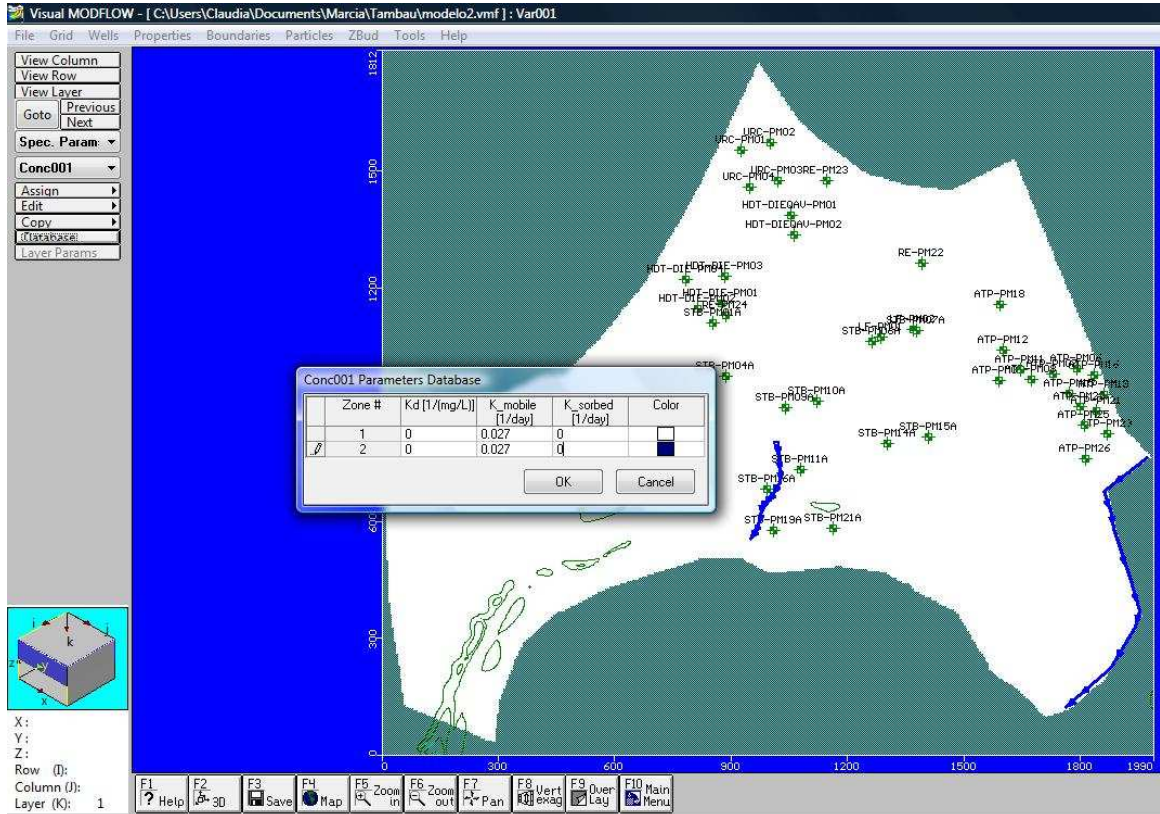 Visual MODFLOW - [ C:\Users\Claudia\Documents\Marcia\Tambau\modelo2.vmf ] : Var001
File Grid Wells Properties Boundaries Particles ZBud Tools Help
View Column
View Row
View Layer
Goto Previous
Next
Spec. Param:
Conc001
Assign
Edit
Copy
Database
Layer Params
1812
1500
1200
600
300
0
URC-PM02
URC-PM01
URC-PM03RE-PM23
URC-PM04
HDT-DIEQAV-PM01
HDT-DIEQAV-PM02
RE-PM22
HDT-DIE-PM03
HDT-DIE-PM01
STB-PM01A
ATP-PM18
ATP-PM12
STB-PM04A
STB-PM10A
STB-PM09A
STB-PM15A
STB-PM14A
ATP-PM26
STB-PM11A
STB-PM16A
STB-PM19A STB-PM21A
Conc001 Parameters Database
Zone # Kd [1/(mg/L)] K_mobile [1/day] K_sorbed [1/day] Color
1 0 0.027 0
2 0 0.027 0
OK Cancel
0 300 600 900 1200 1500 1800 1990
X :
Y :
Z :
Row (I):
Column (J):
Layer (K): 1
i j k
z y x
F1 Help F2 3D F3 Save F4 Map F5 Zoom in F6 Zoom out F7 Pan F8 Vert exag F9 Over Lay F10 Main Menu